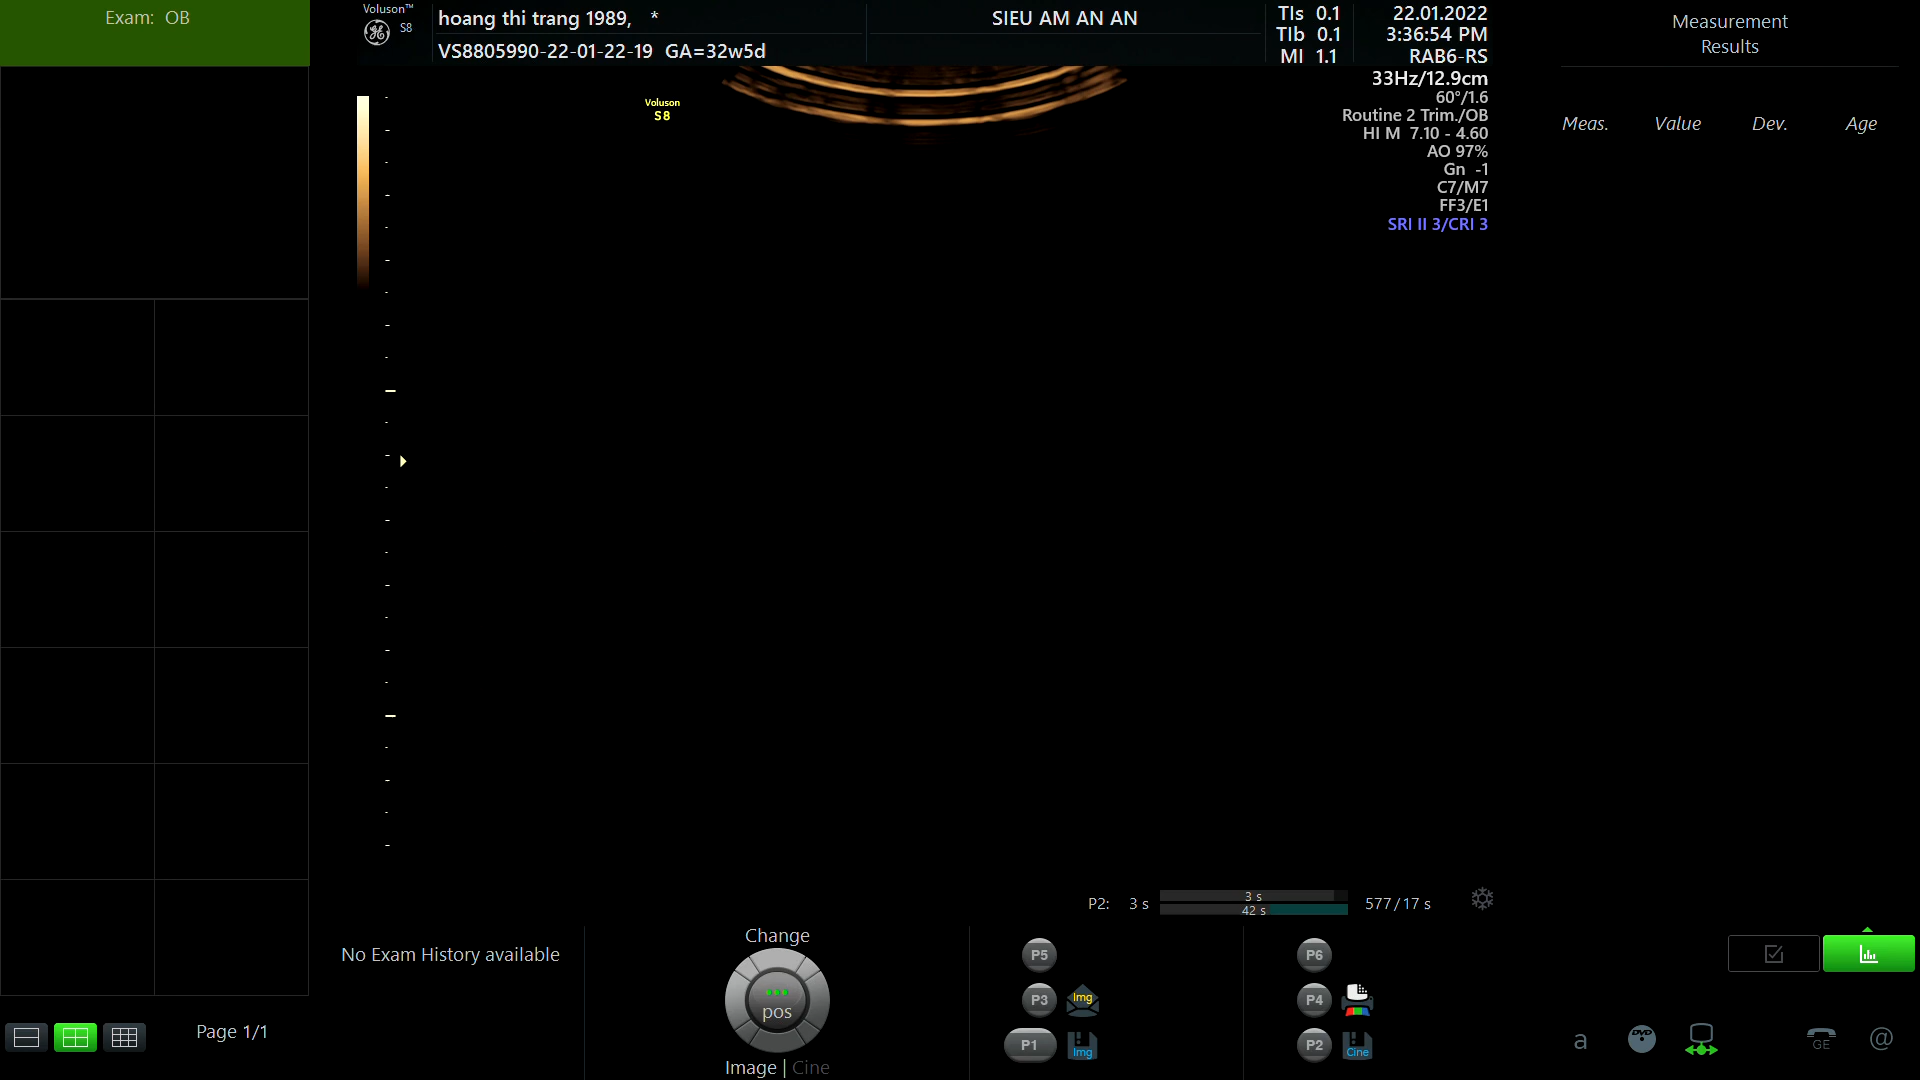 Exam: OB
Voluson™
S8
hoang thi trang 1989, *
VS8805990-22-01-22-19 GA=32w5d
SIEU AM AN AN
TIs 0.1
TIb 0.1
MI 1.1
22.01.2022
3:36:54 PM
RAB6-RS
33Hz/12.9cm
60°/1.6
Routine 2 Trim./OB
HI M 7.10 - 4.60
AO 97%
Gn -1
C7/M7
FF3/E1
SRI II 3/CRI 3
Voluson
S8
Measurement
Results
Meas. Value Dev. Age
P2: 3 s
3 s
42 s
577/17 s
No Exam History available
Change
pos
Image | Cine
P5
P3 Img
P1 Img
P6
P4
P2 Cine
Page 1/1
a
DVD
GE
@